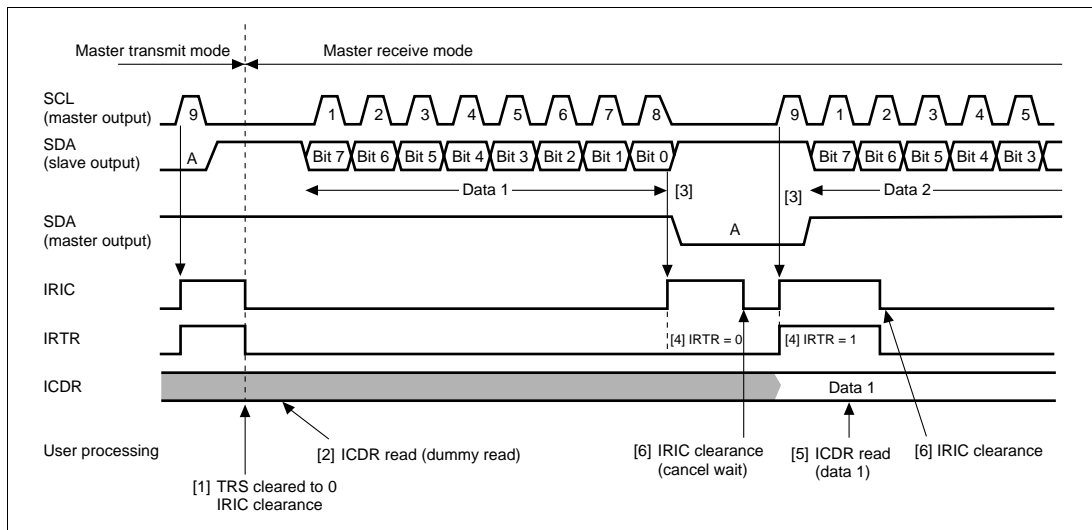 Master transmit mode Master receive mode
SCL
(master output)
9 1 2 3 4 5 6 7 8 9 1 2 3 4 5
SDA
(slave output)
A Bit 7 Bit 6 Bit 5 Bit 4 Bit 3 Bit 2 Bit 1 Bit 0 Bit 7 Bit 6 Bit 5 Bit 4 Bit 3
Data 1 [3] [3] Data 2
SDA
(master output)
A
IRIC
IRTR
[4] IRTR = 0 [4] IRTR = 1
ICDR
Data 1
User processing
[2] ICDR read (dummy read)
[1] TRS cleared to 0
IRIC clearance
[6] IRIC clearance
(cancel wait)
[5] ICDR read
(data 1)
[6] IRIC clearance